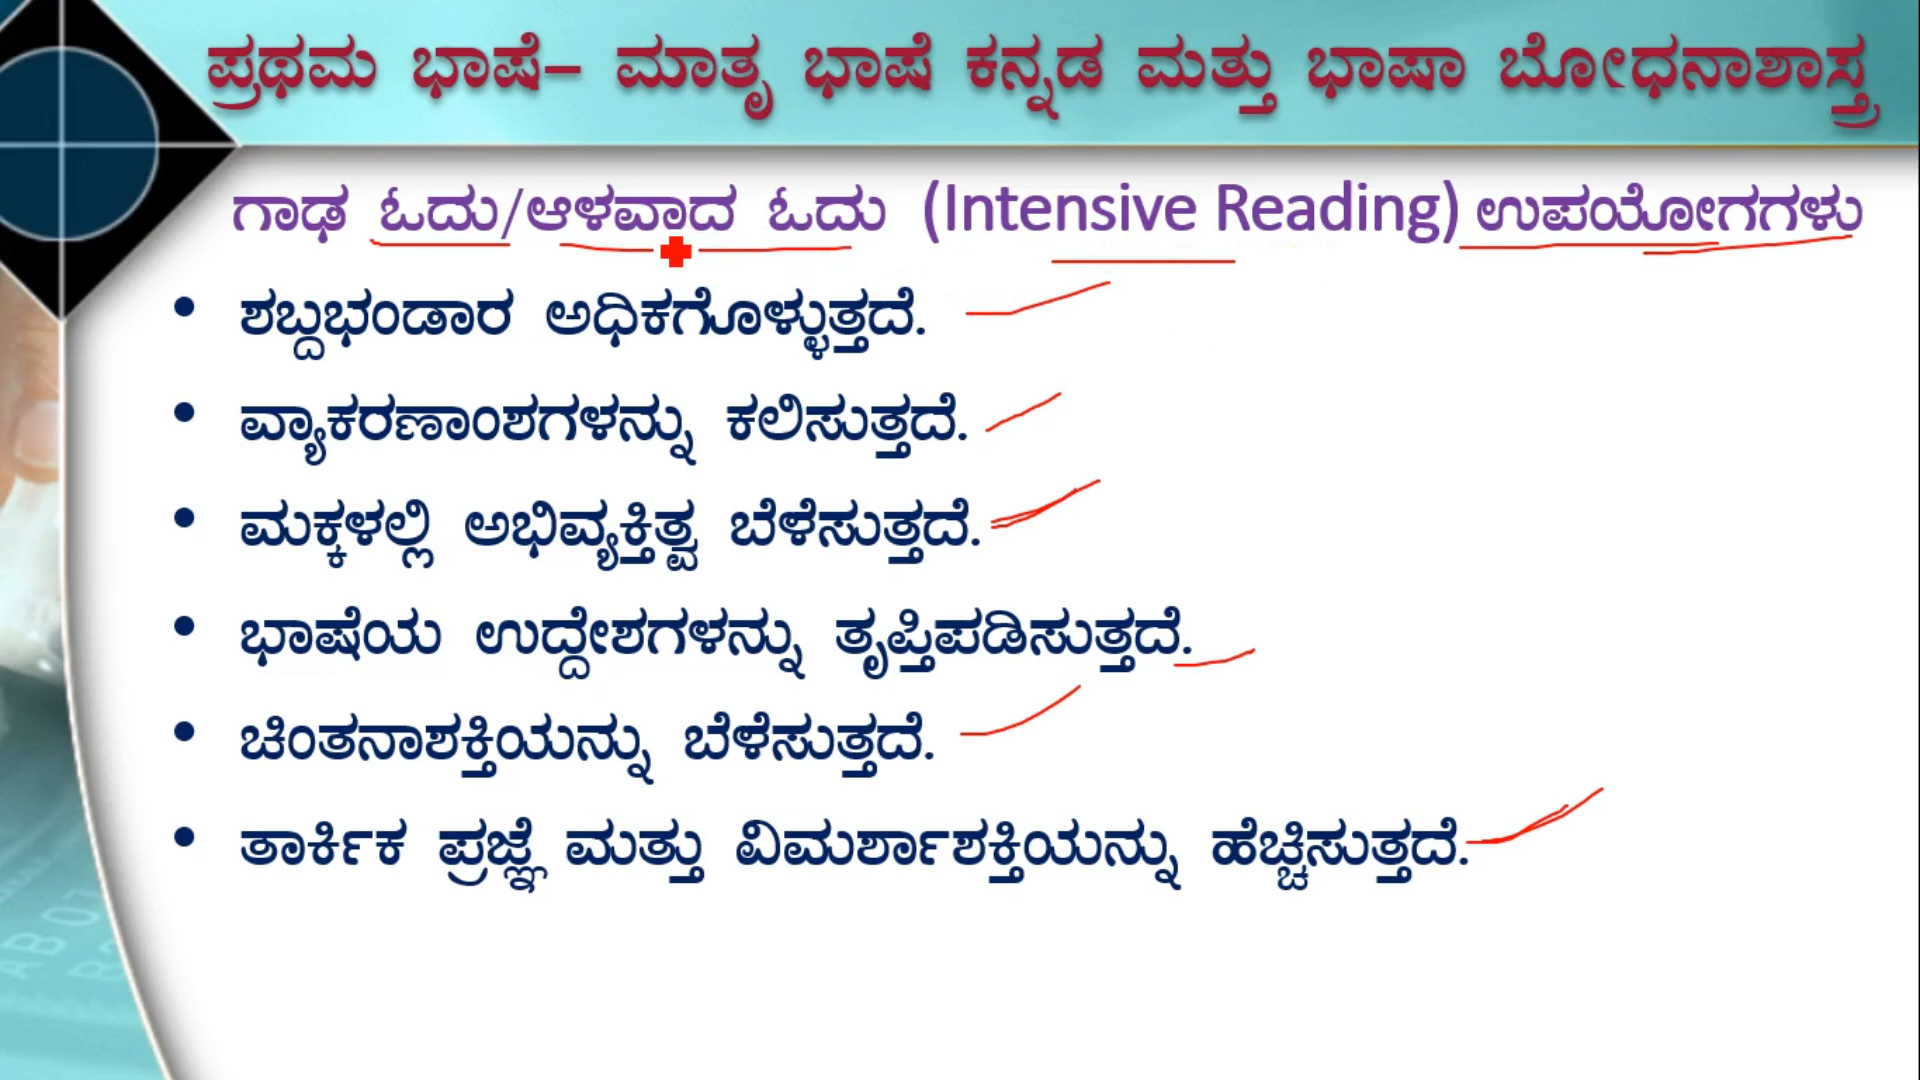 ಪ್ರಥಮ ಭಾಷೆ– ಮಾತೃ ಭಾಷೆ ಕನ್ನಡ ಮತ್ತು ಭಾಷಾ ಬೋಧನಾಶಾಸ್ತ್ರ
ಗಾಢ ಓದು/ಆಳವಾದ ಓದು (Intensive Reading) ಉಪಯೋಗಗಳು
• ಶಬ್ದಭಂಡಾರ ಅಧಿಕಗೊಳ್ಳುತ್ತದೆ.
• ವ್ಯಾಕರಣಾಂಶಗಳನ್ನು ಕಲಿಸುತ್ತದೆ.
• ಮಕ್ಕಳಲ್ಲಿ ಅಭಿವ್ಯಕ್ತಿತ್ವ ಬೆಳೆಸುತ್ತದೆ.
• ಭಾಷೆಯ ಉದ್ದೇಶಗಳನ್ನು ತೃಪ್ತಿಪಡಿಸುತ್ತದೆ.
• ಚಿಂತನಾಶಕ್ತಿಯನ್ನು ಬೆಳೆಸುತ್ತದೆ.
• ತಾರ್ಕಿಕ ಪ್ರಜ್ಞೆ ಮತ್ತು ವಿಮರ್ಶಾಶಕ್ತಿಯನ್ನು ಹೆಚ್ಚಿಸುತ್ತದೆ.